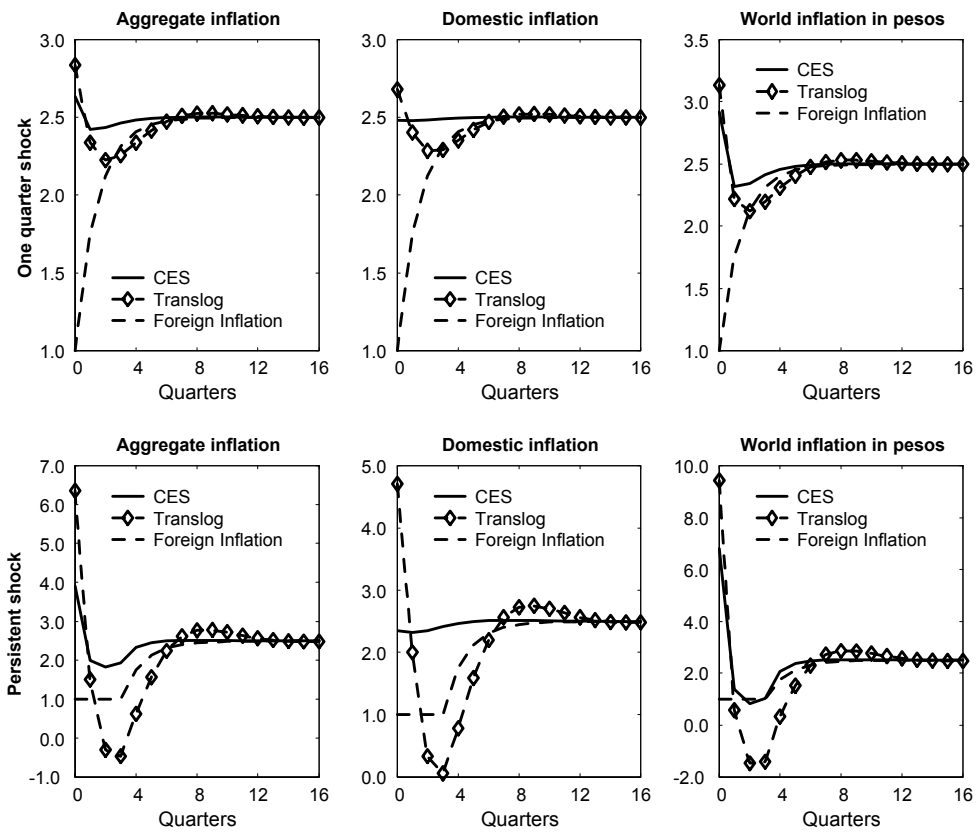 Aggregate inflation
3.0
2.5
2.0
1.5
1.0
One quarter shock
CES
Translog
Foreign Inflation
0 4 8 12 16
Quarters
Domestic inflation
3.0
2.5
2.0
1.5
1.0
CES
Translog
Foreign Inflation
0 4 8 12 16
Quarters
World inflation in pesos
3.5
3.0
2.5
2.0
1.5
1.0
CES
Translog
Foreign Inflation
0 4 8 12 16
Quarters
Aggregate inflation
7.0
6.0
5.0
4.0
3.0
2.0
1.0
0.0
-1.0
Persistent shock
CES
Translog
Foreign Inflation
0 4 8 12 16
Quarters
Domestic inflation
5.0
4.0
3.0
2.0
1.0
0.0
CES
Translog
Foreign Inflation
0 4 8 12 16
Quarters
World inflation in pesos
10.0
8.0
6.0
4.0
2.0
0.0
-2.0
CES
Translog
Foreign Inflation
0 4 8 12 16
Quarters